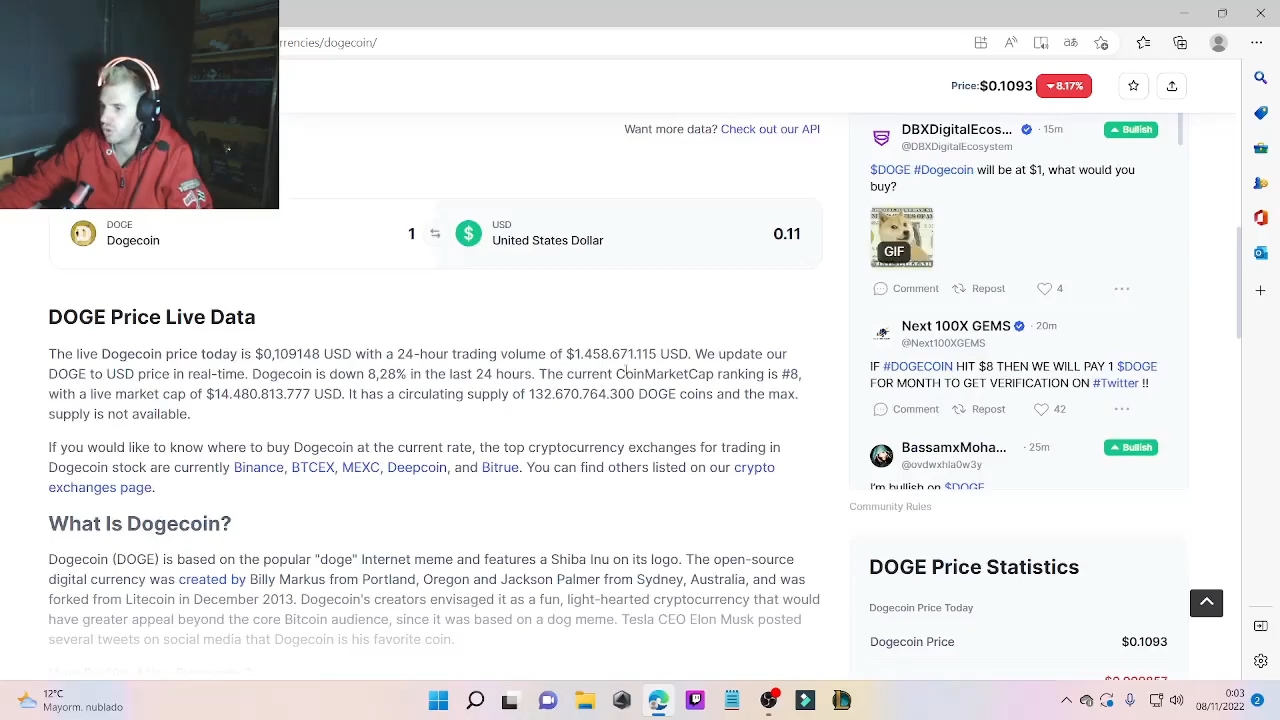 rrencies/dogecoin/
Price: $0.1093 8.17%
Want more data? Check out our API
DOGE
Dogecoin
1
USD
United States Dollar
0.11
DOGE Price Live Data
The live Dogecoin price today is $0,109148 USD with a 24-hour trading volume of $1.458.671.115 USD. We update our
DOGE to USD price in real-time. Dogecoin is down 8,28% in the last 24 hours. The current CoinMarketCap ranking is #8,
with a live market cap of $14.480.813.777 USD. It has a circulating supply of 132.670.764.300 DOGE coins and the max.
supply is not available.
If you would like to know where to buy Dogecoin at the current rate, the top cryptocurrency exchanges for trading in
Dogecoin stock are currently Binance, BTCEX, MEXC, Deepcoin, and Bitrue. You can find others listed on our crypto
exchanges page.
What Is Dogecoin?
Dogecoin (DOGE) is based on the popular "doge" Internet meme and features a Shiba Inu on its logo. The open-source
digital currency was created by Billy Markus from Portland, Oregon and Jackson Palmer from Sydney, Australia, and was
forked from Litecoin in December 2013. Dogecoin's creators envisaged it as a fun, light-hearted cryptocurrency that would
have greater appeal beyond the core Bitcoin audience, since it was based on a dog meme. Tesla CEO Elon Musk posted
several tweets on social media that Dogecoin is his favorite coin.
DBXDigitalEcos... · 15m
Bullish
@DBXDigitalEcosystem
$DOGE #Dogecoin will be at $1, what would you
buy?
GIF
Comment Repost 4
Next 100X GEMS · 20m
@Next100XGEMS
IF #DOGECOIN HIT $8 THEN WE WILL PAY 1 $DOGE
FOR MONTH TO GET VERIFICATION ON #Twitter !!
Comment Repost 42
BassamxMoha... · 25m
Bullish
@ovdwxhla0w3y
I'm bullish on $DOGE
Community Rules
DOGE Price Statistics
Dogecoin Price Today
Dogecoin Price $0.1093
12°C
Mayorm. nublado
0:03
08/11/2022
2